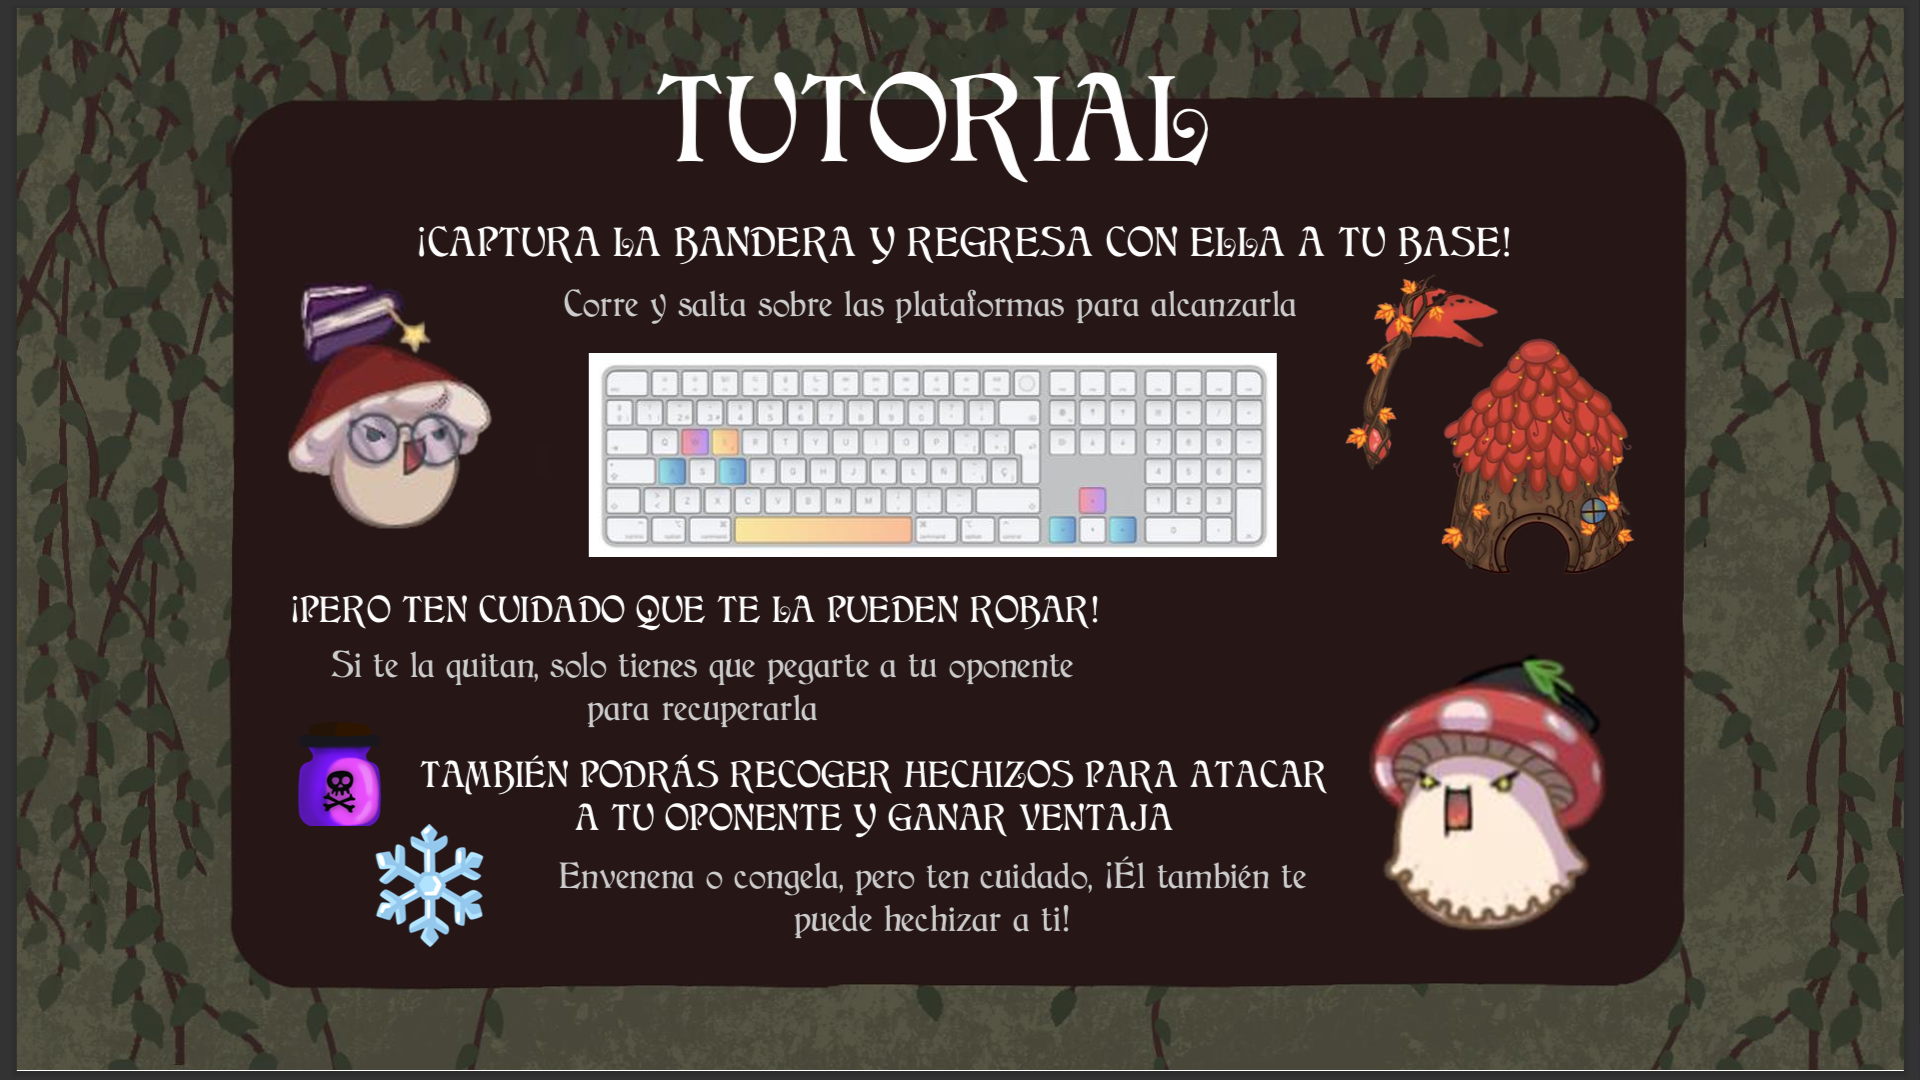 TUTORIAL
¡CAPTURA LA BANDERA Y REGRESA CON ELLA A TU BASE!
Corre y salta sobre las plataformas para alcanzarla
Q W E R T Y U I O P
A S D F G H J K L Ñ Ç
Z X C V B N M
¡PERO TEN CUIDADO QUE TE LA PUEDEN ROBAR!
Si te la quitan, solo tienes que pegarte a tu oponente
para recuperarla
TAMBIÉN PODRÁS RECOGER HECHIZOS PARA ATACAR
A TU OPONENTE Y GANAR VENTAJA
Envenena o congela, pero ten cuidado, ¡Él también te
puede hechizar a ti!